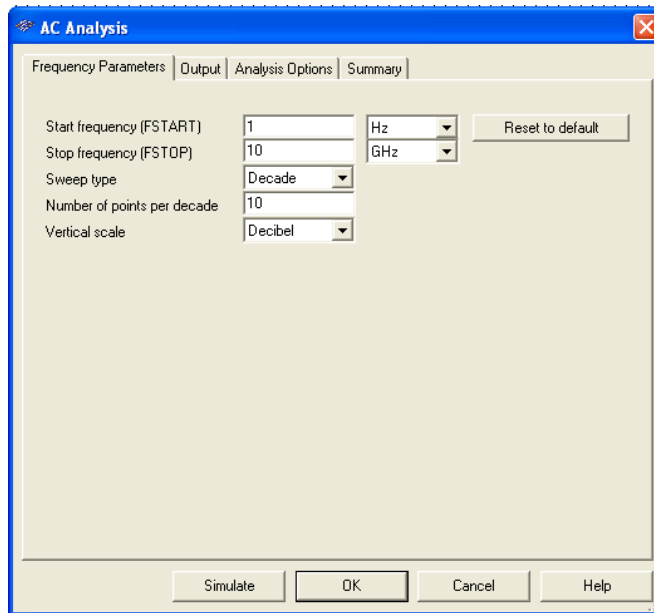 AC Analysis
Frequency Parameters Output Analysis Options Summary
Start frequency (FSTART) 1 Hz Reset to default
Stop frequency (FSTOP) 10 GHz
Sweep type Decade
Number of points per decade 10
Vertical scale Decibel
Simulate OK Cancel Help